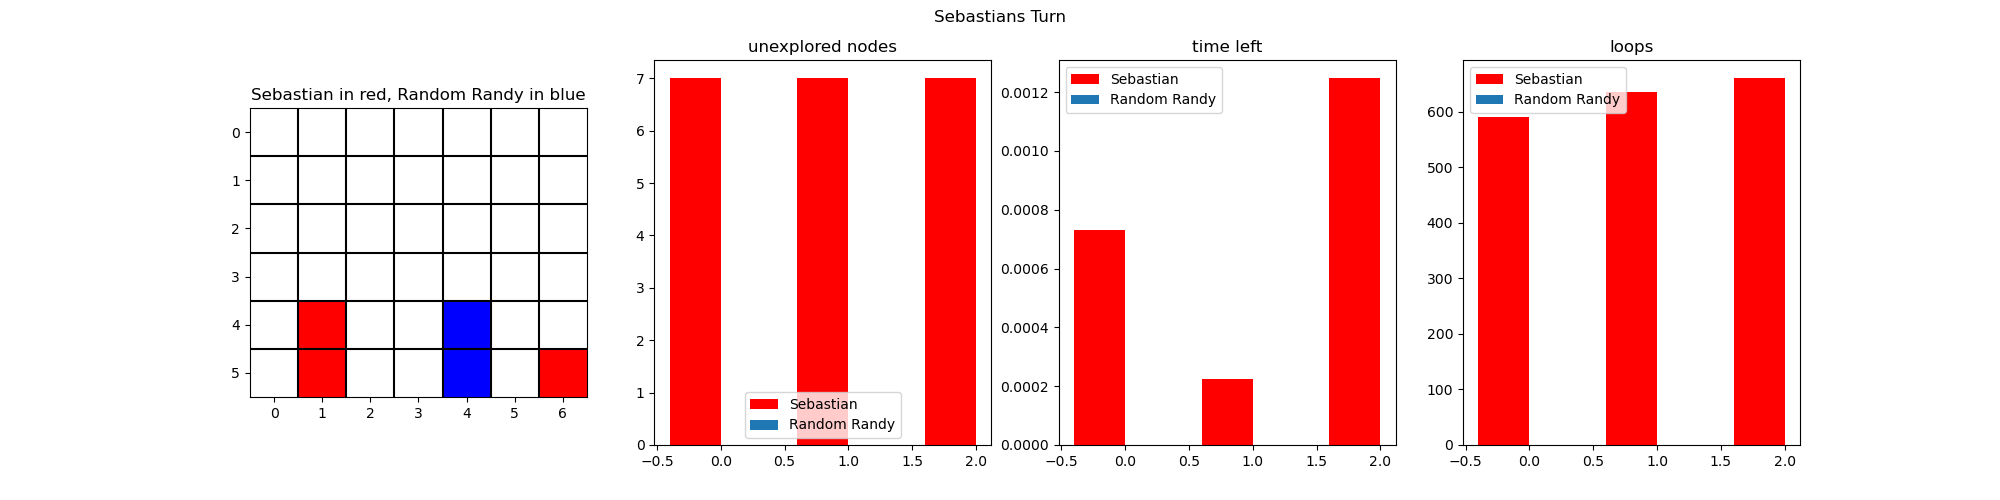 Sebastians Turn
Sebastian in red, Random Randy in blue
0
1
2
3
4
5
0 1 2 3 4 5 6
unexplored nodes
7
6
5
4
3
2
1
0
Sebastian
Random Randy
−0.5 0.0 0.5 1.0 1.5 2.0
time left
Sebastian
Random Randy
0.0012
0.0010
0.0008
0.0006
0.0004
0.0002
0.0000
−0.5 0.0 0.5 1.0 1.5 2.0
loops
Sebastian
Random Randy
600
500
400
300
200
100
0
−0.5 0.0 0.5 1.0 1.5 2.0